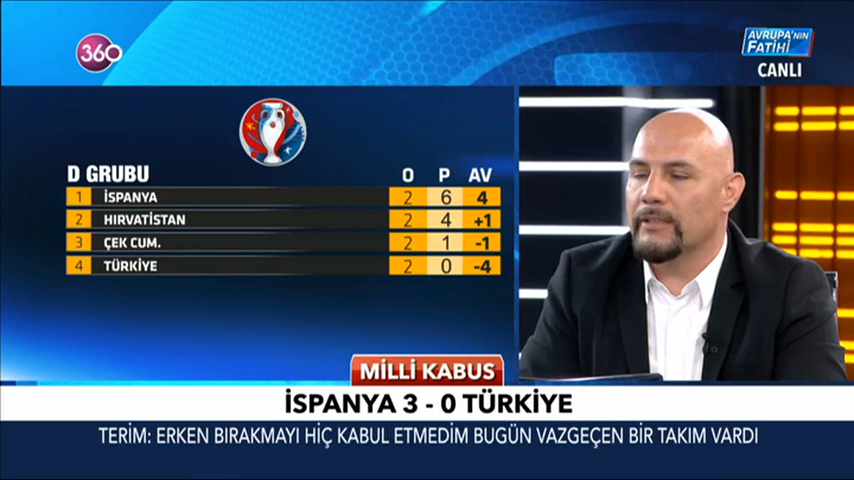 360
AVRUPA'NIN
FATİHİ
CANLI
D GRUBU O P AV
1 İSPANYA 2 6 4
2 HIRVATİSTAN 2 4 +1
3 ÇEK CUM. 2 1 -1
4 TÜRKİYE 2 0 -4
MİLLİ KABUS
İSPANYA 3 - 0 TÜRKİYE
TERİM: ERKEN BIRAKMAYI HİÇ KABUL ETMEDİM BUGÜN VAZGEÇEN BİR TAKIM VARDI